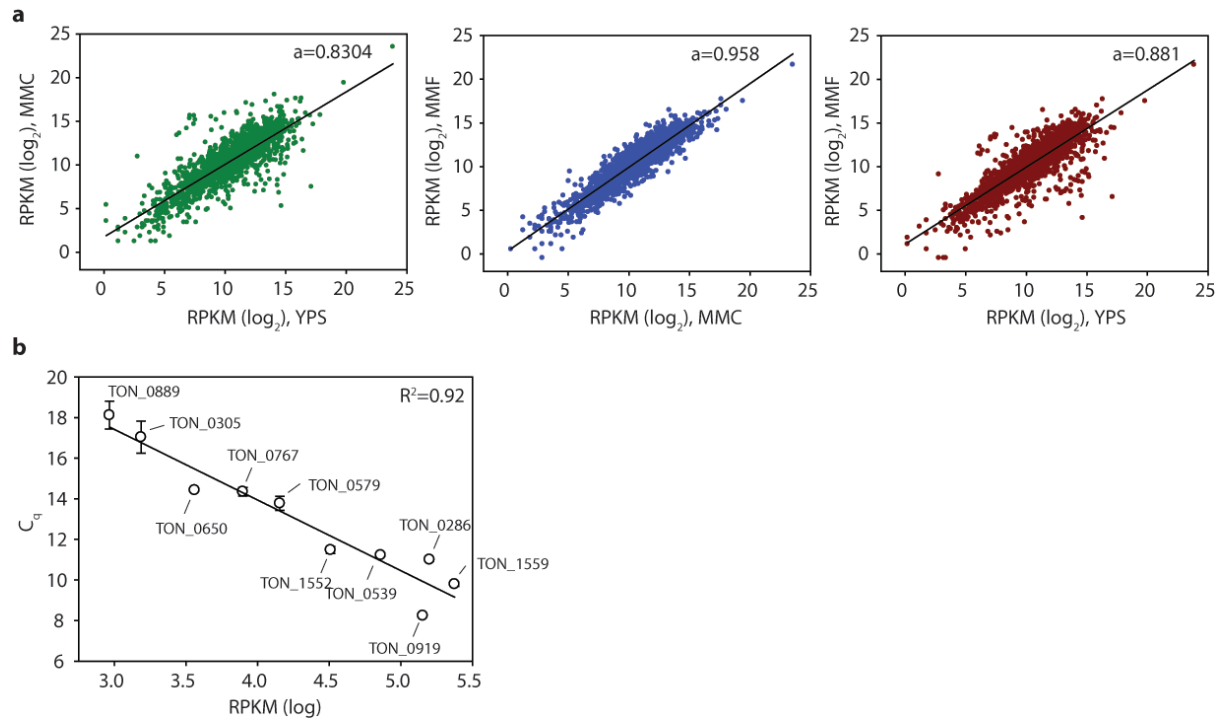 a
a=0.8304
25
20
15
10
5
0
RPKM (log2), MMC
0 5 10 15 20 25
RPKM (log2), YPS
a=0.958
25
20
15
10
5
0
RPKM (log2), MMF
0 5 10 15 20 25
RPKM (log2), MMC
a=0.881
25
20
15
10
5
0
RPKM (log2), MMF
0 5 10 15 20 25
RPKM (log2), YPS
b
R2=0.92
20
18
16
14
12
10
8
6
Cq
TON_0889
TON_0305
TON_0767
TON_0579
TON_0650
TON_0286
TON_1559
TON_1552
TON_0539
TON_0919
3.0 3.5 4.0 4.5 5.0 5.5
RPKM (log)